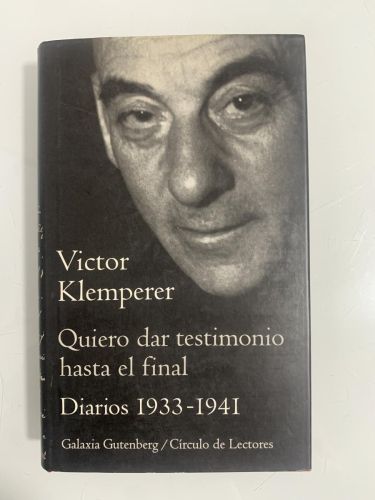 Victor
Klemperer
Quiero dar testimonio
hasta el final
Diarios 1933-1941
Galaxia Gutenberg / Círculo de Lectores